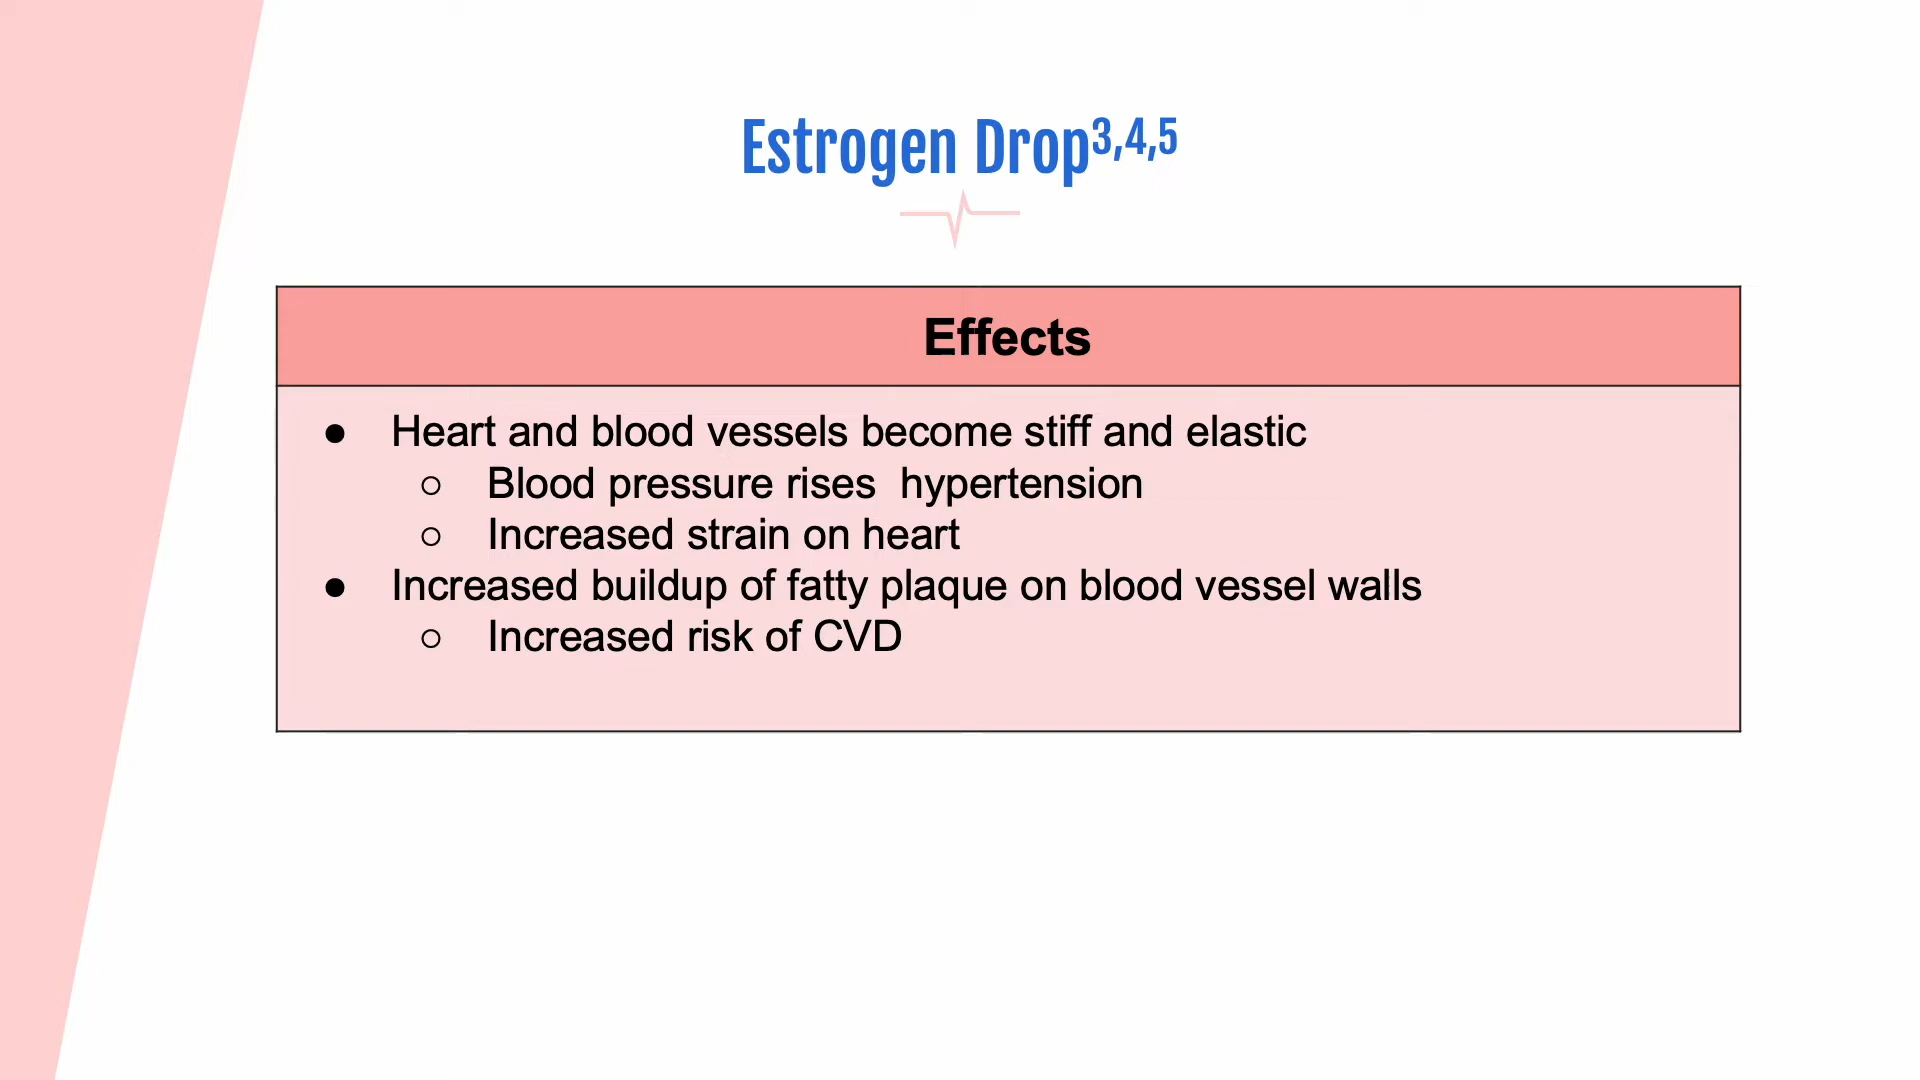 Estrogen Drop3,4,5
Effects
● Heart and blood vessels become stiff and elastic
○ Blood pressure rises  hypertension
○ Increased strain on heart
● Increased buildup of fatty plaque on blood vessel walls
○ Increased risk of CVD